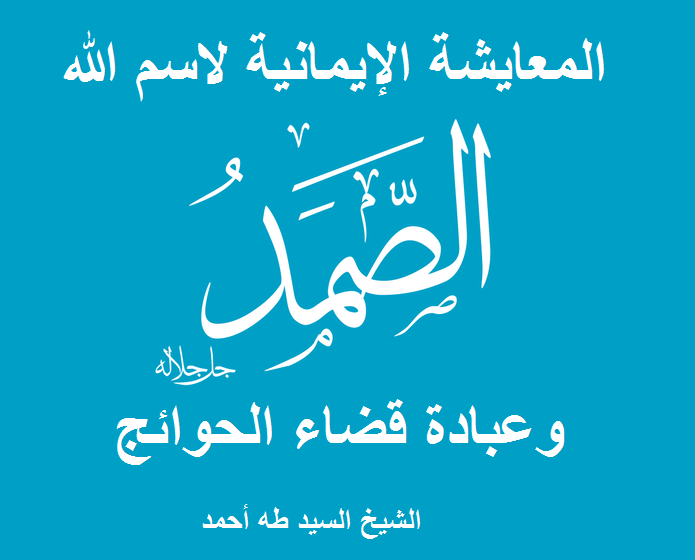 المعايشة الإيمانية لاسم الله
الصَّمَدُ
جل جلاله
وعبادة قضاء الحوائج
الشيخ السيد طه أحمد